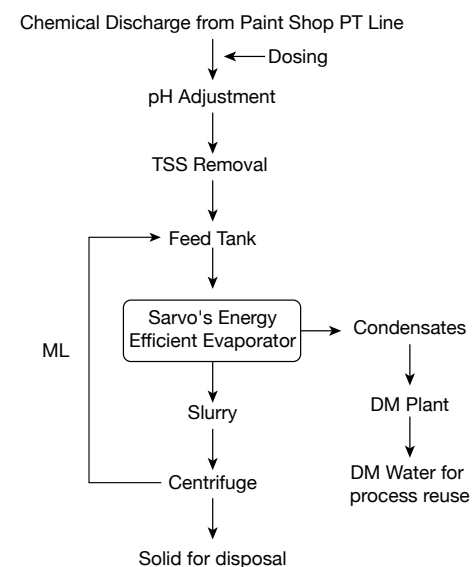 Chemical Discharge from Paint Shop PT Line
Dosing
pH Adjustment
TSS Removal
Feed Tank
Sarvo's Energy
Efficient Evaporator
Condensates
ML
DM Plant
Slurry
DM Water for
process reuse
Centrifuge
Solid for disposal